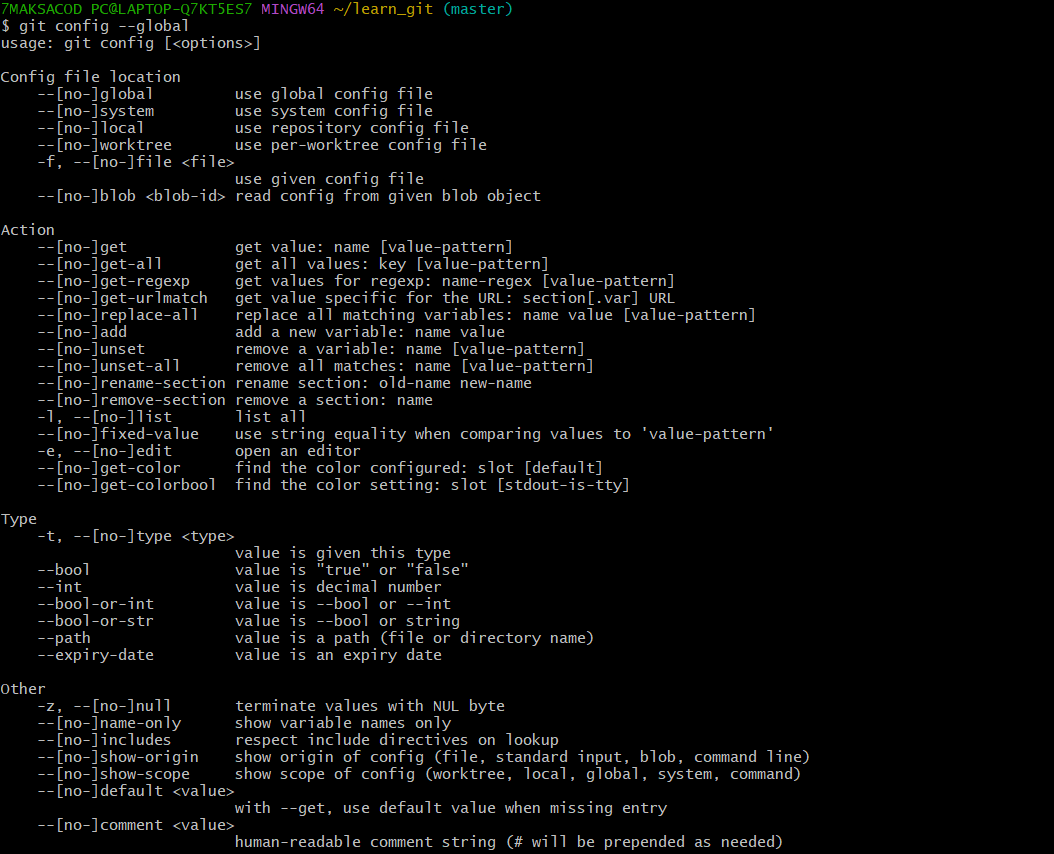 7MAKSACOD PC@LAPTOP-Q7KT5ES7 MINGW64 ~/learn_git (master)
$ git config --global
usage: git config [<options>]

Config file location
    --[no-]global         use global config file
    --[no-]system         use system config file
    --[no-]local          use repository config file
    --[no-]worktree       use per-worktree config file
    -f, --[no-]file <file>
                          use given config file
    --[no-]blob <blob-id> read config from given blob object

Action
    --[no-]get            get value: name [value-pattern]
    --[no-]get-all        get all values: key [value-pattern]
    --[no-]get-regexp     get values for regexp: name-regex [value-pattern]
    --[no-]get-urlmatch   get value specific for the URL: section[.var] URL
    --[no-]replace-all    replace all matching variables: name value [value-pattern]
    --[no-]add            add a new variable: name value
    --[no-]unset          remove a variable: name [value-pattern]
    --[no-]unset-all      remove all matches: name [value-pattern]
    --[no-]rename-section rename section: old-name new-name
    --[no-]remove-section remove a section: name
    -l, --[no-]list       list all
    --[no-]fixed-value    use string equality when comparing values to 'value-pattern'
    -e, --[no-]edit       open an editor
    --[no-]get-color      find the color configured: slot [default]
    --[no-]get-colorbool  find the color setting: slot [stdout-is-tty]

Type
    -t, --[no-]type <type>
                          value is given this type
    --bool                value is "true" or "false"
    --int                 value is decimal number
    --bool-or-int         value is --bool or --int
    --bool-or-str         value is --bool or string
    --path                value is a path (file or directory name)
    --expiry-date         value is an expiry date

Other
    -z, --[no-]null       terminate values with NUL byte
    --[no-]name-only      show variable names only
    --[no-]includes       respect include directives on lookup
    --[no-]show-origin    show origin of config (file, standard input, blob, command line)
    --[no-]show-scope     show scope of config (worktree, local, global, system, command)
    --[no-]default <value>
                          with --get, use default value when missing entry
    --[no-]comment <value>
                          human-readable comment string (# will be prepended as needed)